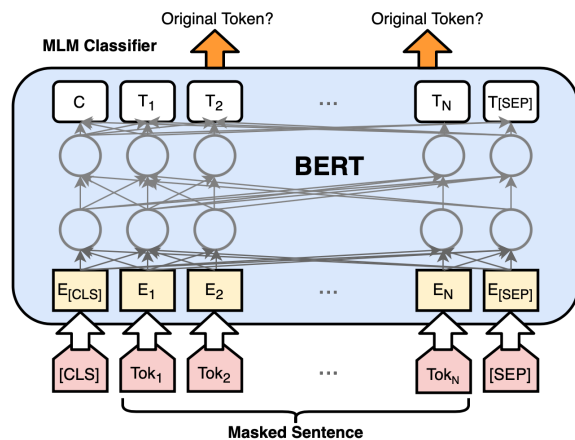 Original Token? Original Token?
MLM Classifier
C T1 T2 ... TN T[SEP]
BERT
E[CLS] E1 E2 ... EN E[SEP]
[CLS] Tok1 Tok2 ... TokN [SEP]
Masked Sentence